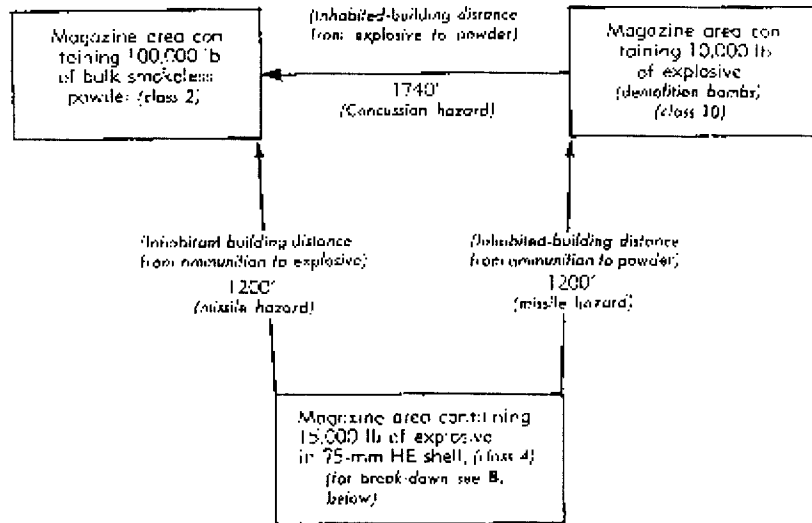 Magazine area con
taining 100,000 lb
of bulk smokeless
powder (class 2)
(Inhabited-building distance
from explosive to powder)
1740'
(Concussion hazard)
Magazine area con
taining 10,000 lb
of explosive
(demolition bombs)
(class 10)
(Inhabitant building distance
from ammunition to explosive)
1200'
(missile hazard)
(Inhabited-building distance
from ammunition to powder)
1200'
(missile hazard)
Magazine area containing
15,000 lb of explosive
in 75-mm HE shell, (class 4)
(for break-down see B,
below)